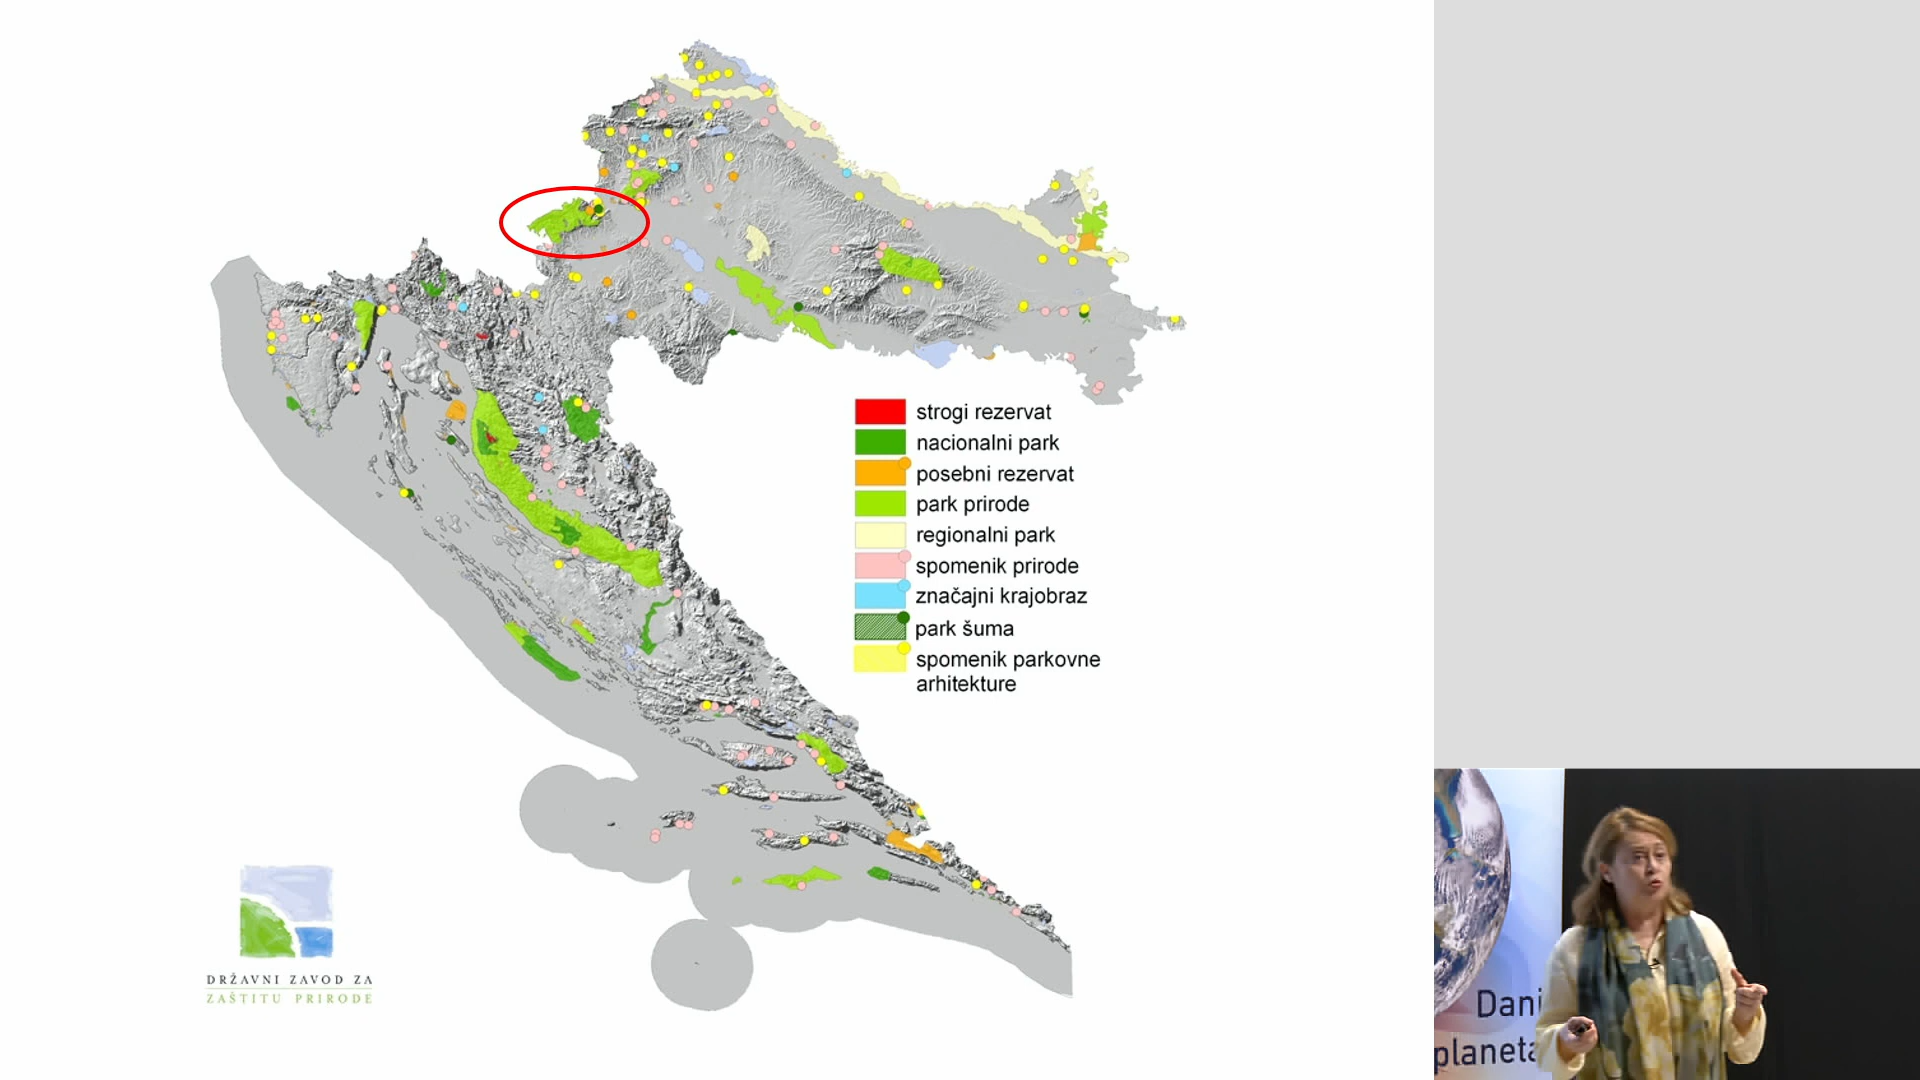 strogi rezervat
nacionalni park
posebni rezervat
park prirode
regionalni park
spomenik prirode
značajni krajobraz
park šuma
spomenik parkovne
arhitekture
DRŽAVNI ZAVOD ZA
ZAŠTITU PRIRODE
Dani
planeta